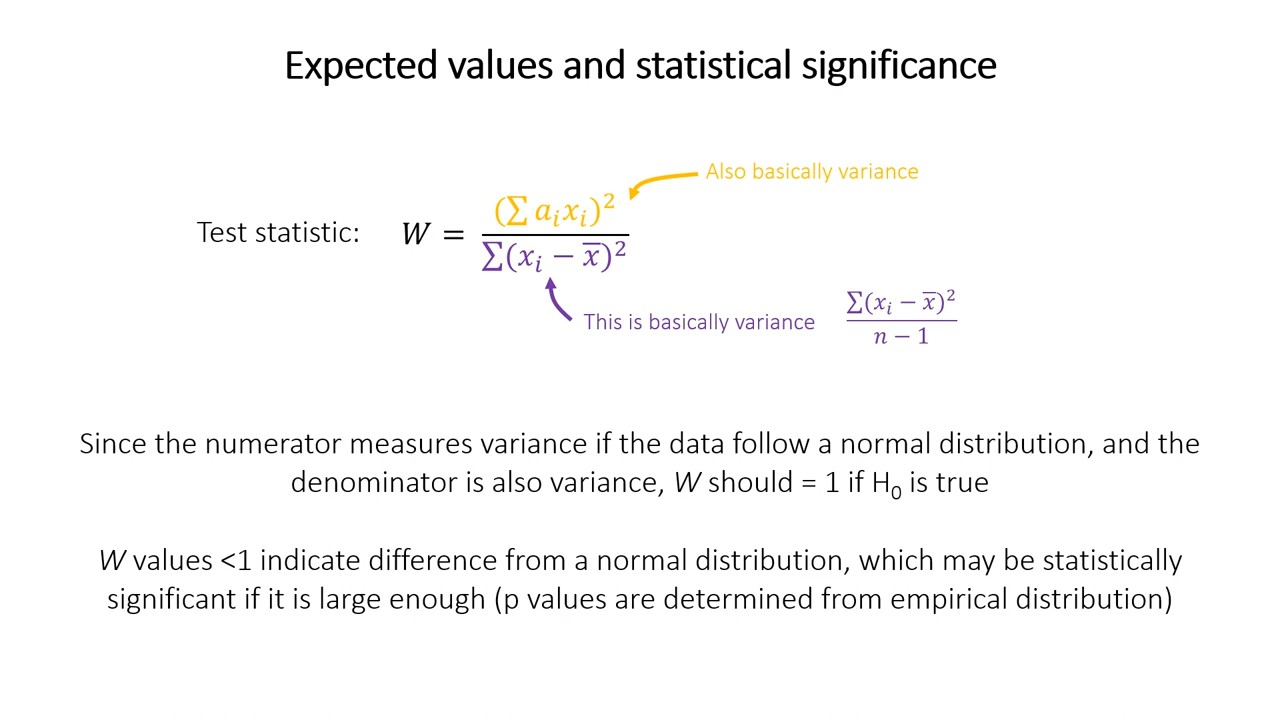 Expected values and statistical significance
Also basically variance
Test statistic: W = (∑ aᵢxᵢ)² / ∑(xᵢ − x̅)²
This is basically variance ∑(xᵢ − x̅)² / n − 1
Since the numerator measures variance if the data follow a normal distribution, and the
denominator is also variance, W should = 1 if H₀ is true
W values <1 indicate difference from a normal distribution, which may be statistically
significant if it is large enough (p values are determined from empirical distribution)